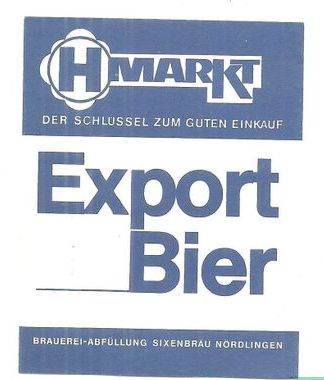 H MARKT
DER SCHLÜSSEL ZUM GUTEN EINKAUF
Export
Bier
BRAUEREI-ABFÜLLUNG SIXENBRÄU NÖRDLINGEN